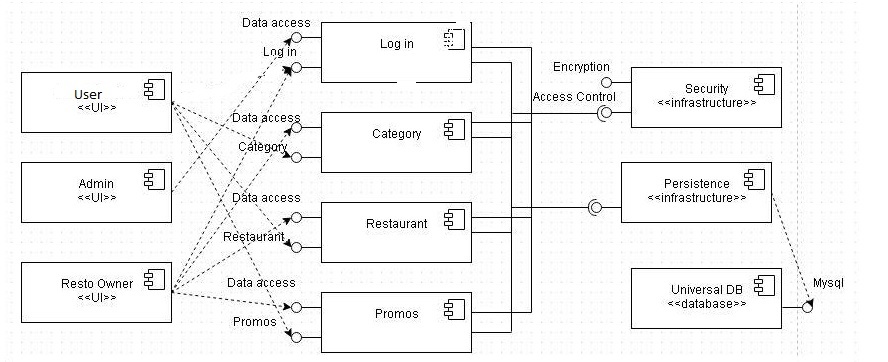 Data access
Log in
Log in
User
<<UI>>
Data access
Category
Category
Encryption
Access Control
Security
<<infrastructure>>
Admin
<<UI>>
Data access
Restaurant
Restaurant
Persistence
<<infrastructure>>
Resto Owner
<<UI>>
Data access
Promos
Promos
Universal DB
<<database>>
Mysql